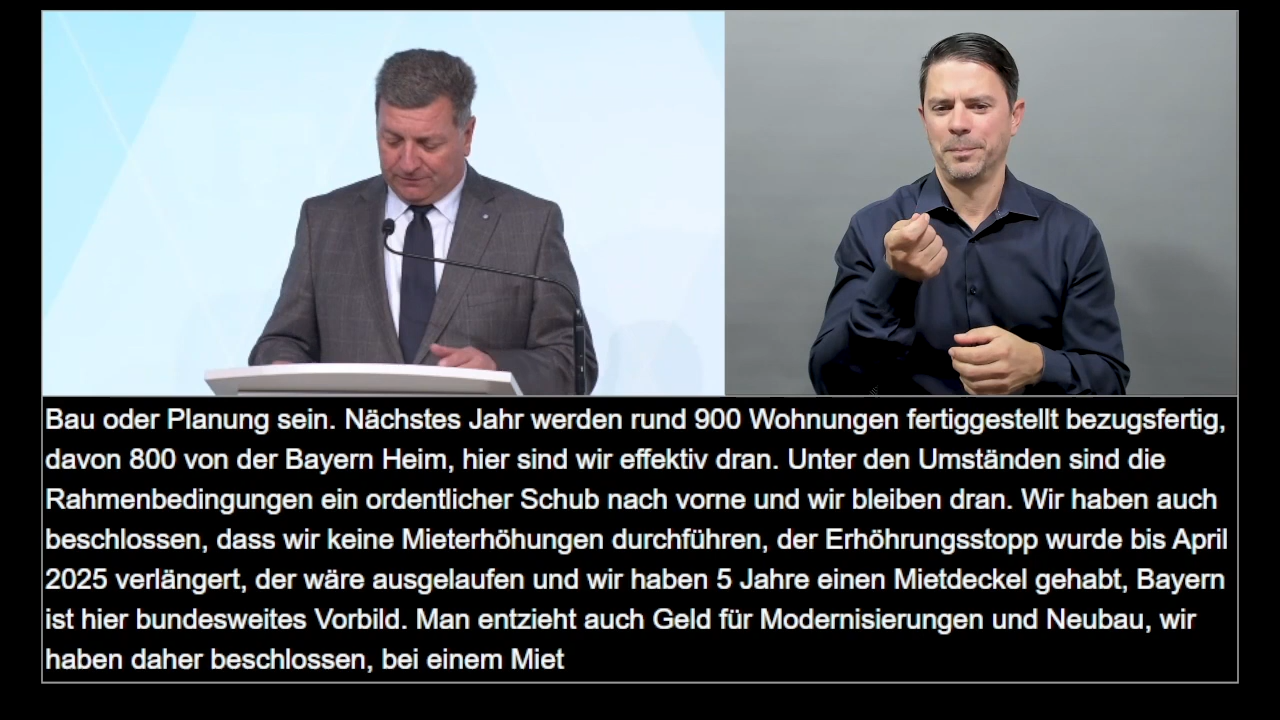 Bau oder Planung sein. Nächstes Jahr werden rund 900 Wohnungen fertiggestellt bezugsfertig,
davon 800 von der Bayern Heim, hier sind wir effektiv dran. Unter den Umständen sind die
Rahmenbedingungen ein ordentlicher Schub nach vorne und wir bleiben dran. Wir haben auch
beschlossen, dass wir keine Mieterhöhungen durchführen, der Erhöhrungsstopp wurde bis April
2025 verlängert, der wäre ausgelaufen und wir haben 5 Jahre einen Mietdeckel gehabt, Bayern
ist hier bundesweites Vorbild. Man entzieht auch Geld für Modernisierungen und Neubau, wir
haben daher beschlossen, bei einem Miet